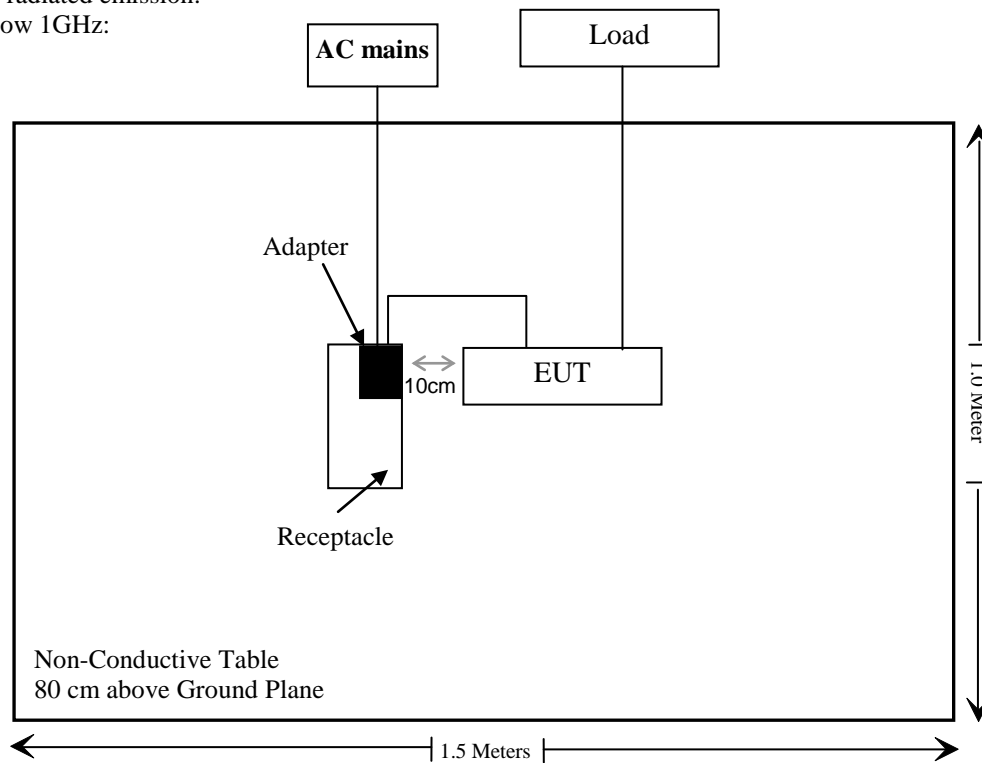 radiated emission:
ow 1GHz:
AC mains
Load
Adapter
10cm
EUT
1.0 Meter
Receptacle
Non-Conductive Table
80 cm above Ground Plane
1.5 Meters